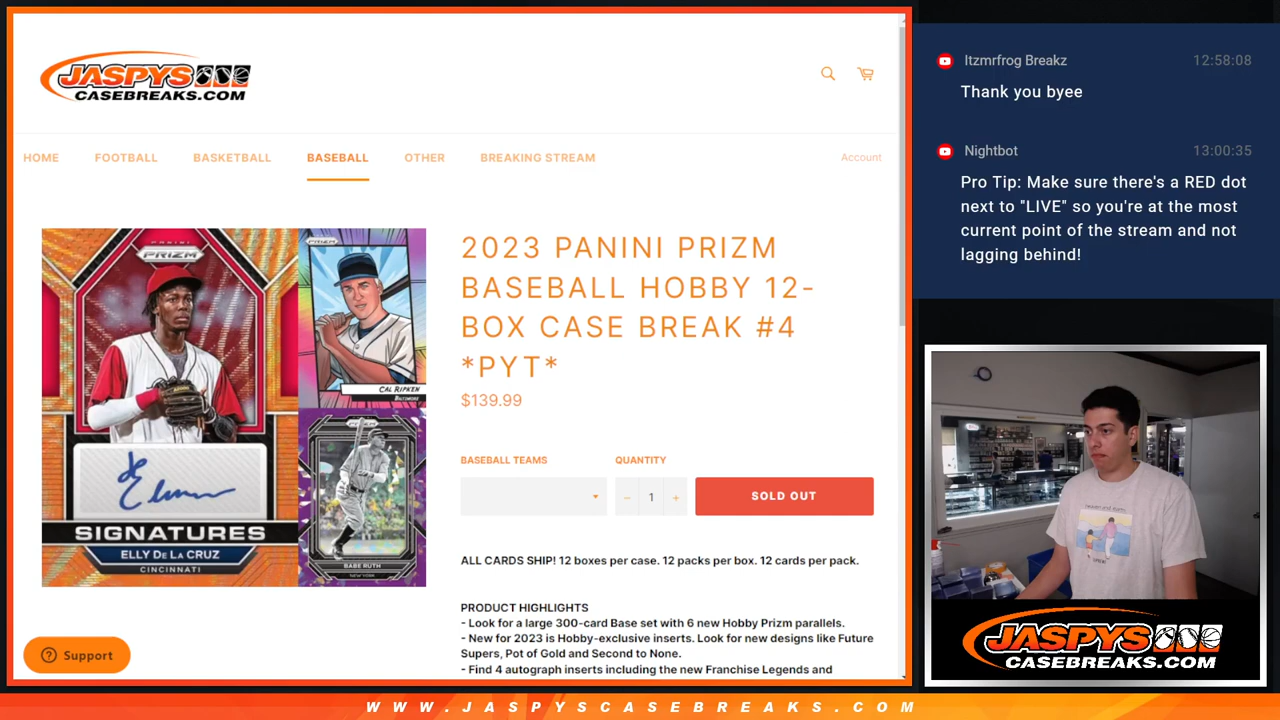 JASPYS
CASEBREAKS.COM
HOME
FOOTBALL
BASKETBALL
BASEBALL
OTHER
BREAKING STREAM
Account
PRIZM
SIGNATURES
ELLY DE LA CRUZ
CINCINNATI
PRIZM
CAL RIPKEN
BALTIMORE
PRIZM
BABE RUTH
NEW YORK
2023 PANINI PRIZM
BASEBALL HOBBY 12-
BOX CASE BREAK #4
*PYT*
$139.99
BASEBALL TEAMS
QUANTITY
− 1 +
SOLD OUT
ALL CARDS SHIP! 12 boxes per case. 12 packs per box. 12 cards per pack.
PRODUCT HIGHLIGHTS
- Look for a large 300-card Base set with 6 new Hobby Prizm parallels.
- New for 2023 is Hobby-exclusive inserts. Look for new designs like Future
Supers, Pot of Gold and Second to None.
- Find 4 autograph inserts including the new Franchise Legends and
Support
Itzmrfrog Breakz 12:58:08
Thank you byee
Nightbot 13:00:35
Pro Tip: Make sure there's a RED dot
next to "LIVE" so you're at the most
current point of the stream and not
lagging behind!
JASPYS
CASEBREAKS.COM
WWW.JASPYSCASEBREAKS.COM